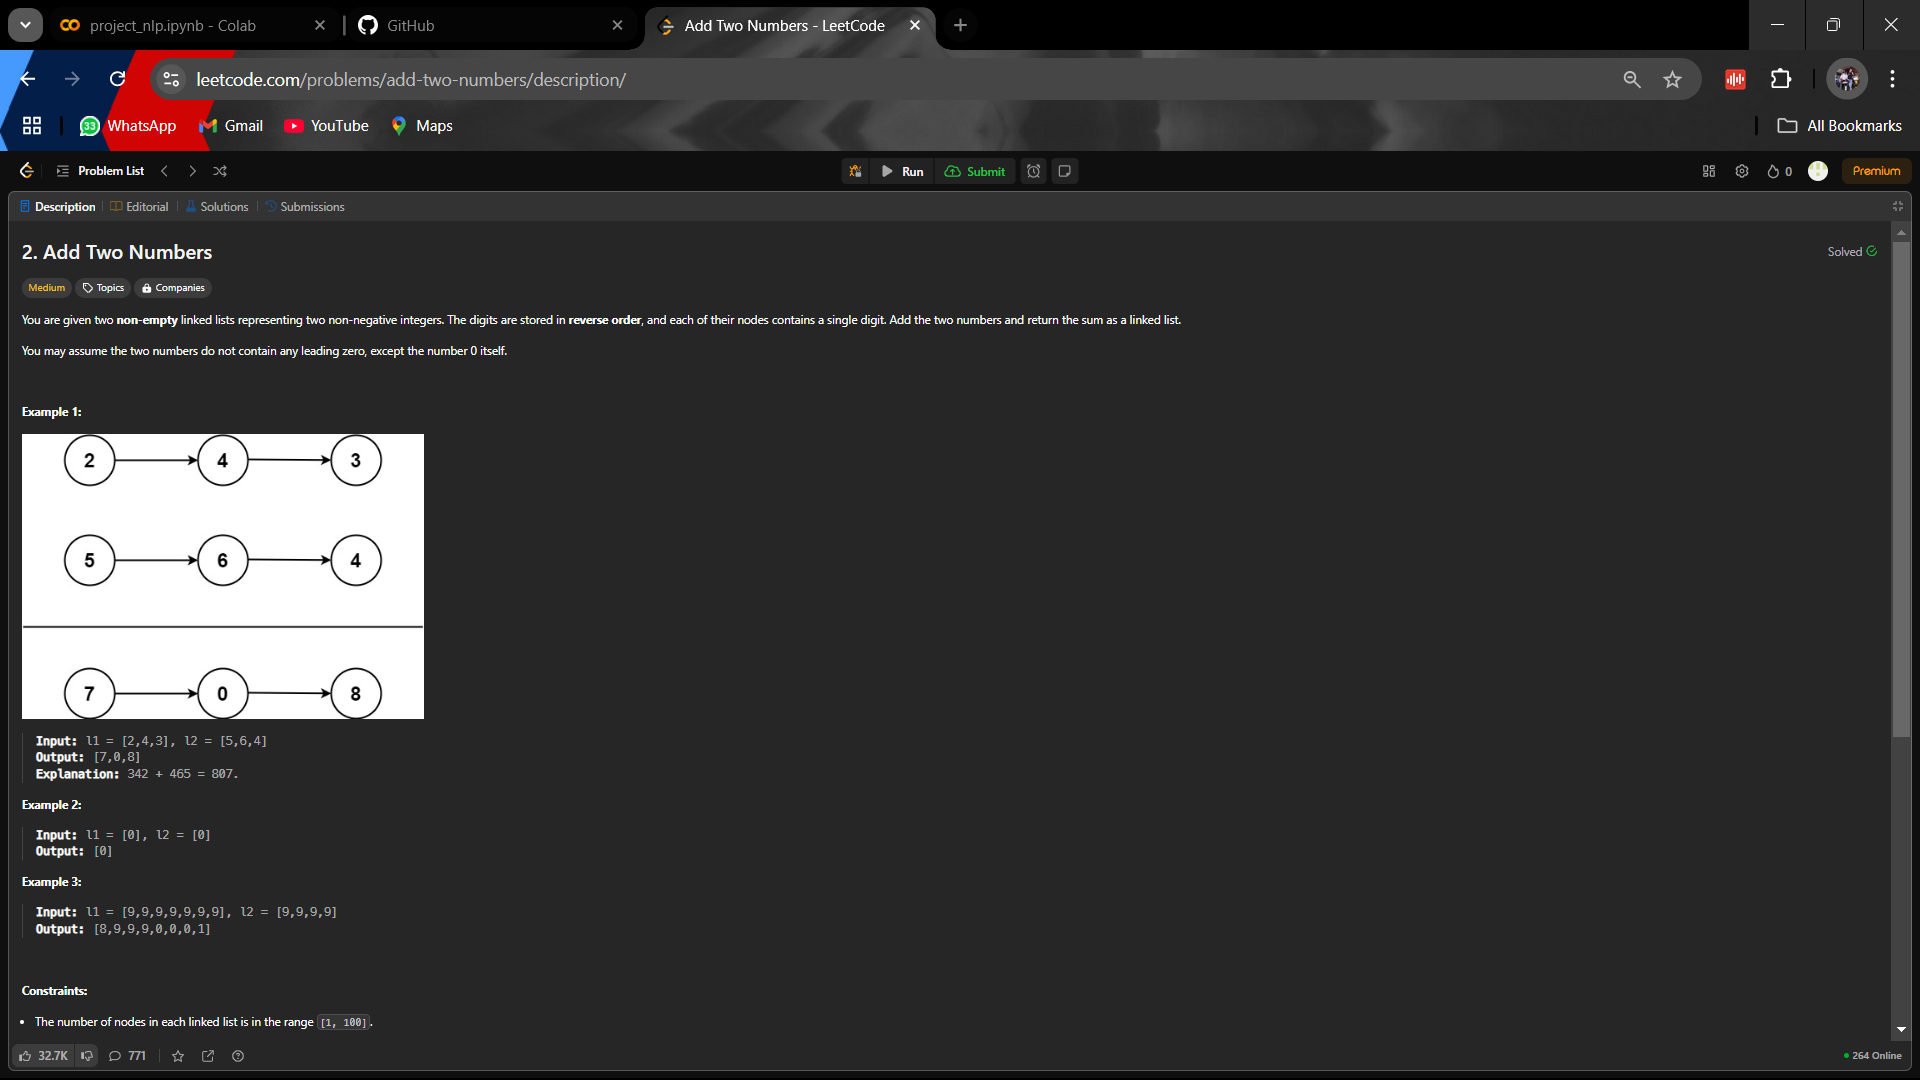 project_nlp.ipynb - Colab
GitHub
Add Two Numbers - LeetCode
leetcode.com/problems/add-two-numbers/description/
33 WhatsApp
Gmail
YouTube
Maps
All Bookmarks
Problem List
Run
Submit
0
Premium
Description
Editorial
Solutions
Submissions
2. Add Two Numbers
Solved
Medium
Topics
Companies
You are given two non-empty linked lists representing two non-negative integers. The digits are stored in reverse order, and each of their nodes contains a single digit. Add the two numbers and return the sum as a linked list.
You may assume the two numbers do not contain any leading zero, except the number 0 itself.
Example 1:
2 4 3
5 6 4
7 0 8
Input: l1 = [2,4,3], l2 = [5,6,4]
Output: [7,0,8]
Explanation: 342 + 465 = 807.
Example 2:
Input: l1 = [0], l2 = [0]
Output: [0]
Example 3:
Input: l1 = [9,9,9,9,9,9,9], l2 = [9,9,9,9]
Output: [8,9,9,9,0,0,0,1]
Constraints:
• The number of nodes in each linked list is in the range [1, 100].
32.7K
771
264 Online